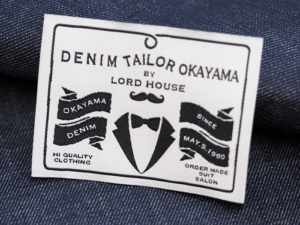 DENIM TAILOR OKAYAMA
BY
LORD HOUSE
OKAYAMA
DENIM
SINCE
MAY.5.1980
HI QUALITY
CLOTHING
ORDER MADE
SUIT
SALON